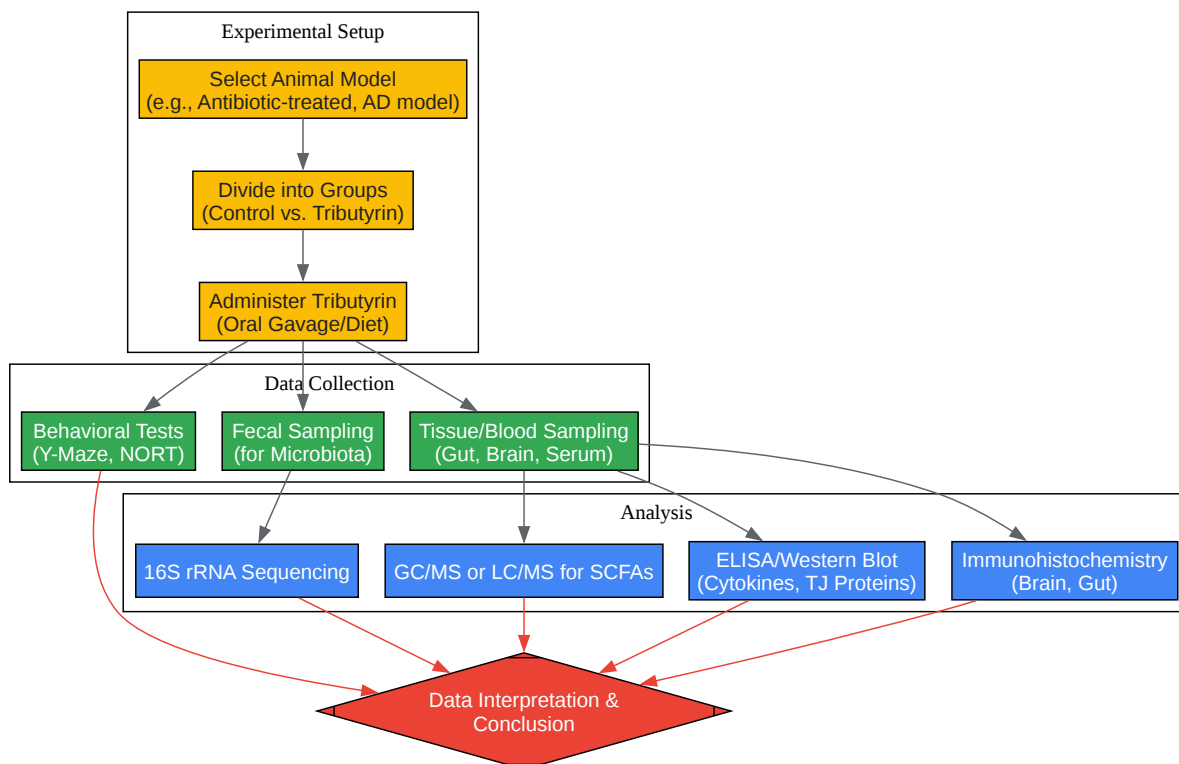 Experimental Setup
Select Animal Model
(e.g., Antibiotic-treated, AD model)
Divide into Groups
(Control vs. Tributyrin)
Administer Tributyrin
(Oral Gavage/Diet)
Data Collection
Behavioral Tests
(Y-Maze, NORT)
Fecal Sampling
(for Microbiota)
Tissue/Blood Sampling
(Gut, Brain, Serum)
Analysis
16S rRNA Sequencing
GC/MS or LC/MS for SCFAs
ELISA/Western Blot
(Cytokines, TJ Proteins)
Immunohistochemistry
(Brain, Gut)
Data Interpretation &
Conclusion